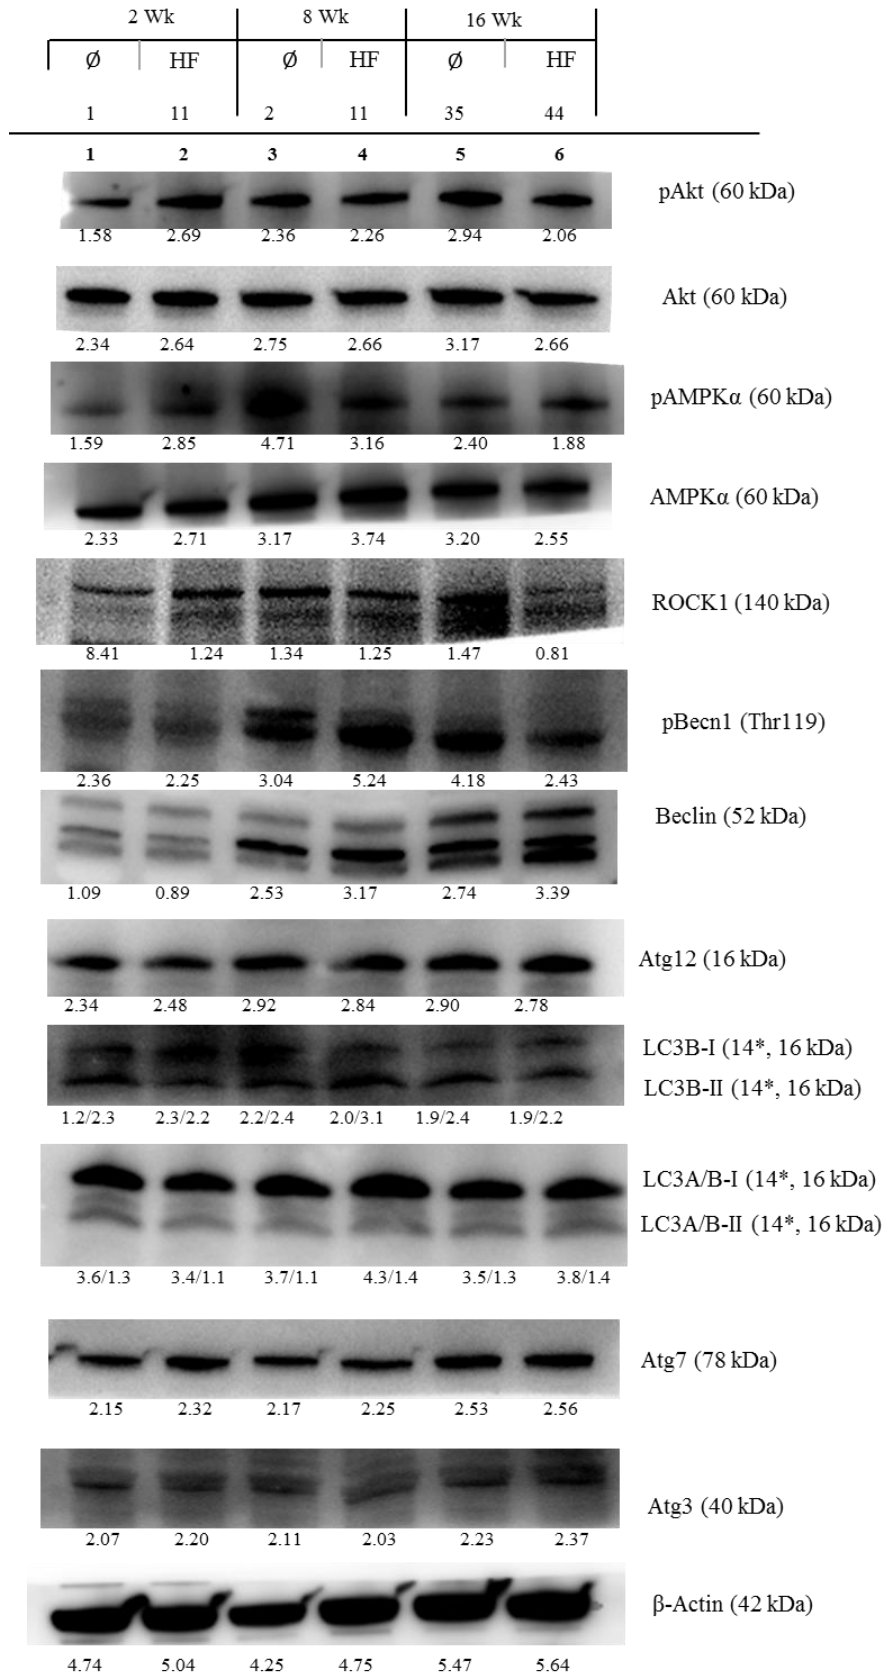 2 Wk 8 Wk 16 Wk
Ø HF Ø HF Ø HF
1 11 2 11 35 44
1 2 3 4 5 6
pAkt (60 kDa)
1.58 2.69 2.36 2.26 2.94 2.06
Akt (60 kDa)
2.34 2.64 2.75 2.66 3.17 2.66
pAMPKα (60 kDa)
1.59 2.85 4.71 3.16 2.40 1.88
AMPKα (60 kDa)
2.33 2.71 3.17 3.74 3.20 2.55
ROCK1 (140 kDa)
8.41 1.24 1.34 1.25 1.47 0.81
pBecn1 (Thr119)
2.36 2.25 3.04 5.24 4.18 2.43
Beclin (52 kDa)
1.09 0.89 2.53 3.17 2.74 3.39
Atg12 (16 kDa)
2.34 2.48 2.92 2.84 2.90 2.78
LC3B-I (14*, 16 kDa)
LC3B-II (14*, 16 kDa)
1.2/2.3 2.3/2.2 2.2/2.4 2.0/3.1 1.9/2.4 1.9/2.2
LC3A/B-I (14*, 16 kDa)
LC3A/B-II (14*, 16 kDa)
3.6/1.3 3.4/1.1 3.7/1.1 4.3/1.4 3.5/1.3 3.8/1.4
Atg7 (78 kDa)
2.15 2.32 2.17 2.25 2.53 2.56
Atg3 (40 kDa)
2.07 2.20 2.11 2.03 2.23 2.37
β-Actin (42 kDa)
4.74 5.04 4.25 4.75 5.47 5.64